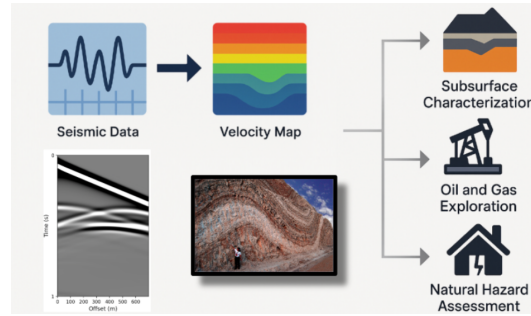 Seismic Data
Velocity Map
Subsurface
Characterization
Oil and Gas
Exploration
Natural Hazard
Assessment
0
Time (s)
1
0 100 200 300 400 500 600
Offset (m)